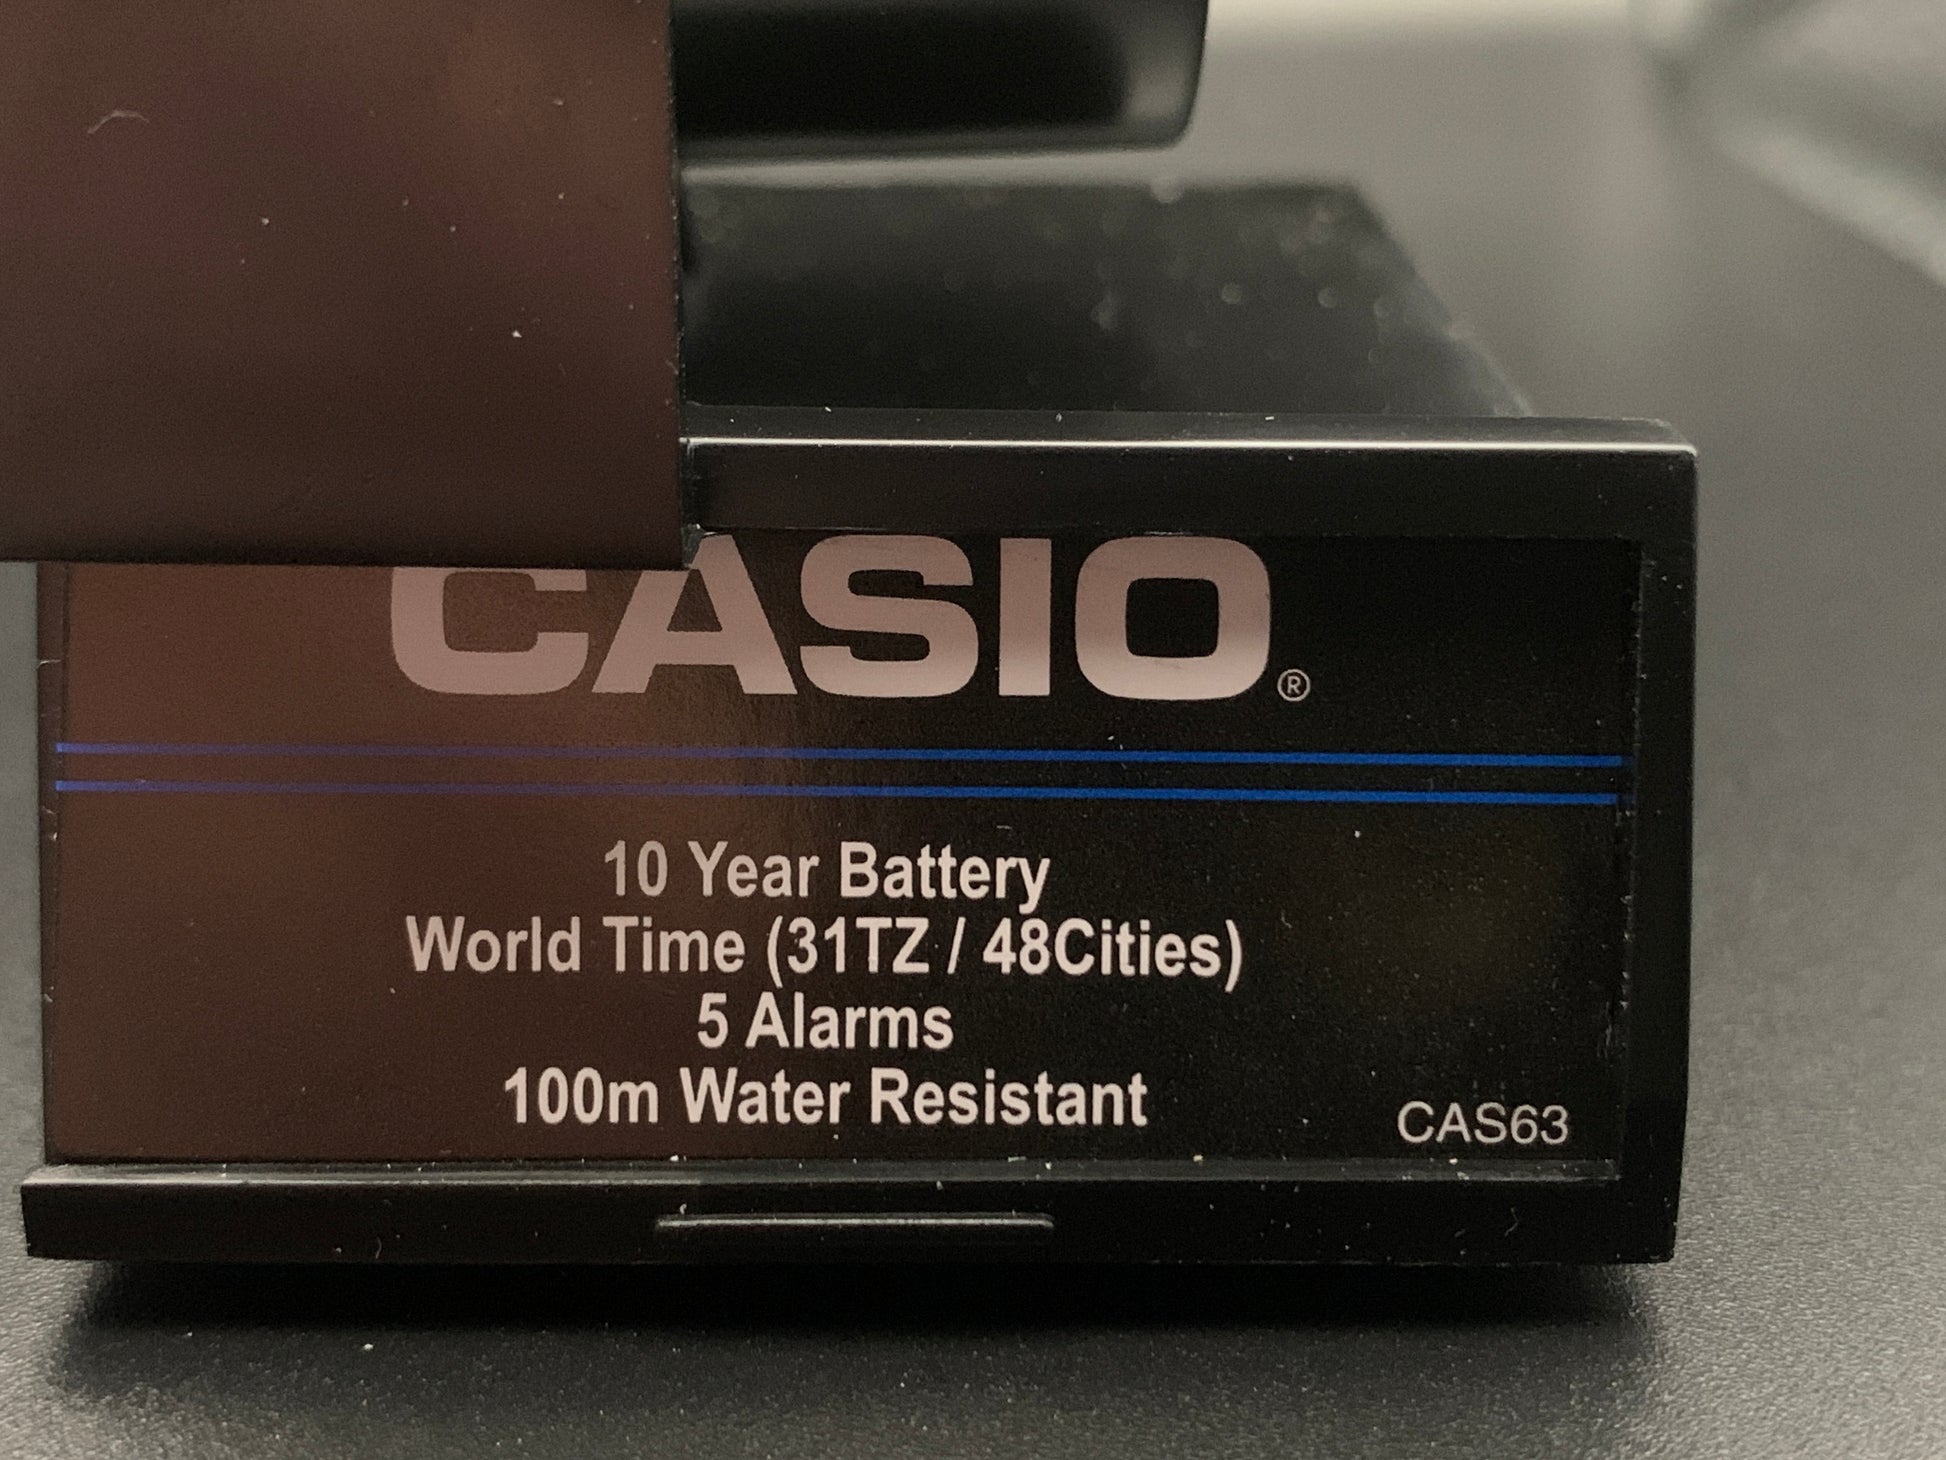 CASIO®
10 Year Battery
World Time (31TZ / 48Cities)
5 Alarms
100m Water Resistant
CAS63